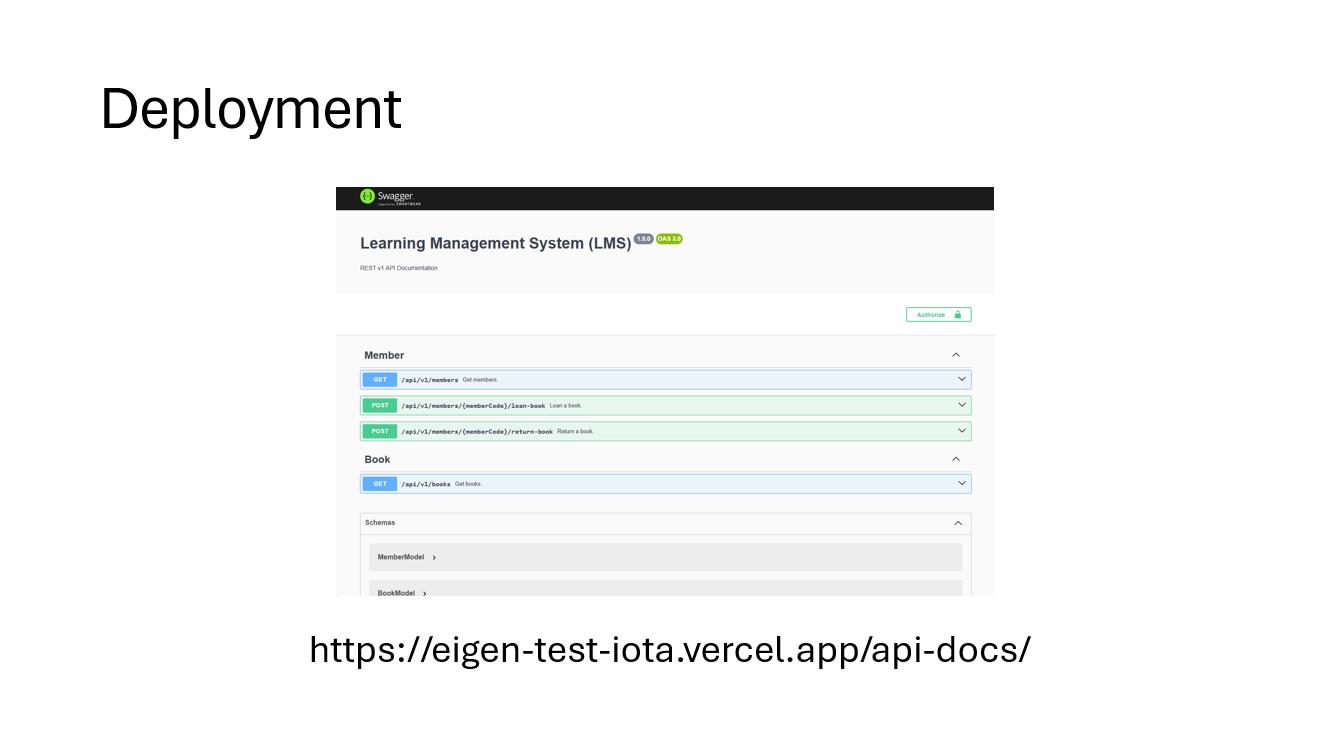 Deployment
Swagger
Supported by SMARTBEAR
Learning Management System (LMS) 1.0.0 OAS 3.0
REST v1 API Documentation
Authorize
Member
GET /api/v1/members Get members.
POST /api/v1/members/{memberCode}/loan-book Loan a book.
POST /api/v1/members/{memberCode}/return-book Return a book.
Book
GET /api/v1/books Get books.
Schemas
MemberModel
BookModel
https://eigen-test-iota.vercel.app/api-docs/